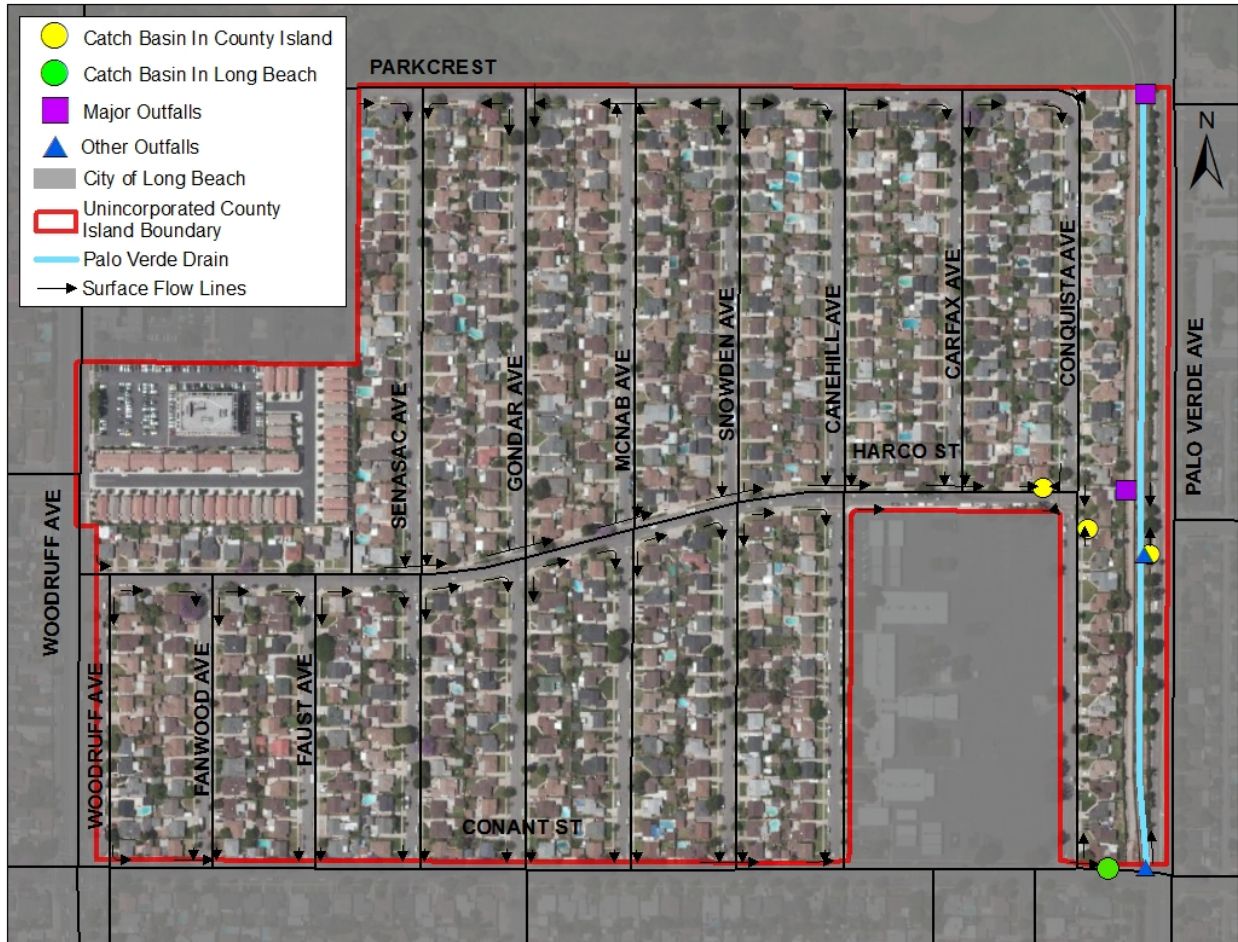 Catch Basin In County Island
Catch Basin In Long Beach
Major Outfalls
Other Outfalls
City of Long Beach
Unincorporated County
Island Boundary
Palo Verde Drain
Surface Flow Lines
PARKCREST
N
SENASAC AVE
GONDAR AVE
MCNAB AVE
SNOWDEN AVE
CANEHILL AVE
CARFAX AVE
CONQUISTA AVE
PALO VERDE AVE
HARCO ST
WOODRUFF AVE
WOODRUFF AVE
FANWOOD AVE
FAUST AVE
CONANT ST